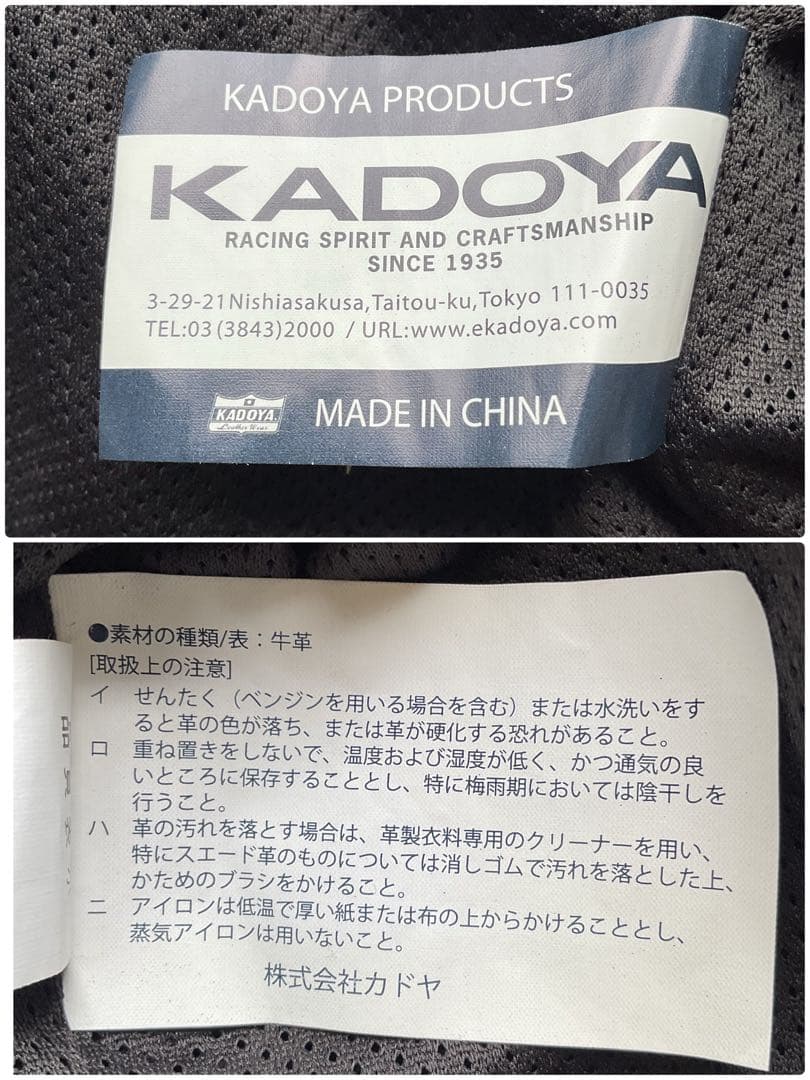 KADOYA PRODUCTS
KADOYA
RACING SPIRIT AND CRAFTSMANSHIP
SINCE 1935
3-29-21Nishiasakusa,Taitou-ku,Tokyo 111-0035
TEL:03(3843)2000 / URL:www.ekadoya.com
KADOYA
Leather Wear
MADE IN CHINA
●素材の種類/表：牛革
[取扱上の注意]
イ せんたく（ベンジンを用いる場合を含む）または水洗いをす
ると革の色が落ち、または革が硬化する恐れがあること。
ロ 重ね置きをしないで、温度および湿度が低く、かつ通気の良
いところに保存することとし、特に梅雨期においては陰干しを
行うこと。
ハ 革の汚れを落とす場合は、革製衣料専用のクリーナーを用い、
特にスエード革のものについては消しゴムで汚れを落とした上、
かためのブラシをかけること。
ニ アイロンは低温で厚い紙または布の上からかけることとし、
蒸気アイロンは用いないこと。
株式会社カドヤ